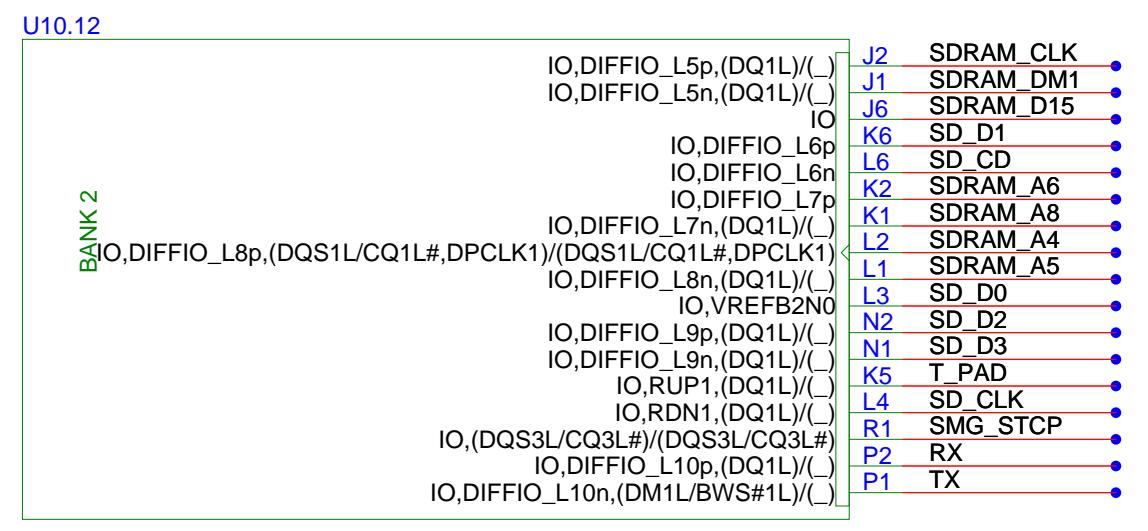 U10.12
BANK 2
IO,DIFFIO_L5p,(DQ1L)/(_) J2 SDRAM_CLK
IO,DIFFIO_L5n,(DQ1L)/(_) J1 SDRAM_DM1
IO J6 SDRAM_D15
IO,DIFFIO_L6p K6 SD_D1
IO,DIFFIO_L6n L6 SD_CD
IO,DIFFIO_L7p K2 SDRAM_A6
IO,DIFFIO_L7n,(DQ1L)/(_) K1 SDRAM_A8
IO,DIFFIO_L8p,(DQS1L/CQ1L#,DPCLK1)/(DQS1L/CQ1L#,DPCLK1) L2 SDRAM_A4
IO,DIFFIO_L8n,(DQ1L)/(_) L1 SDRAM_A5
IO,VREFB2N0 L3 SD_D0
IO,DIFFIO_L9p,(DQ1L)/(_) N2 SD_D2
IO,DIFFIO_L9n,(DQ1L)/(_) N1 SD_D3
IO,RUP1,(DQ1L)/(_) K5 T_PAD
IO,RDN1,(DQ1L)/(_) L4 SD_CLK
IO,(DQS3L/CQ3L#)/(DQS3L/CQ3L#) R1 SMG_STCP
IO,DIFFIO_L10p,(DQ1L)/(_) P2 RX
IO,DIFFIO_L10n,(DM1L/BWS#1L)/(_) P1 TX